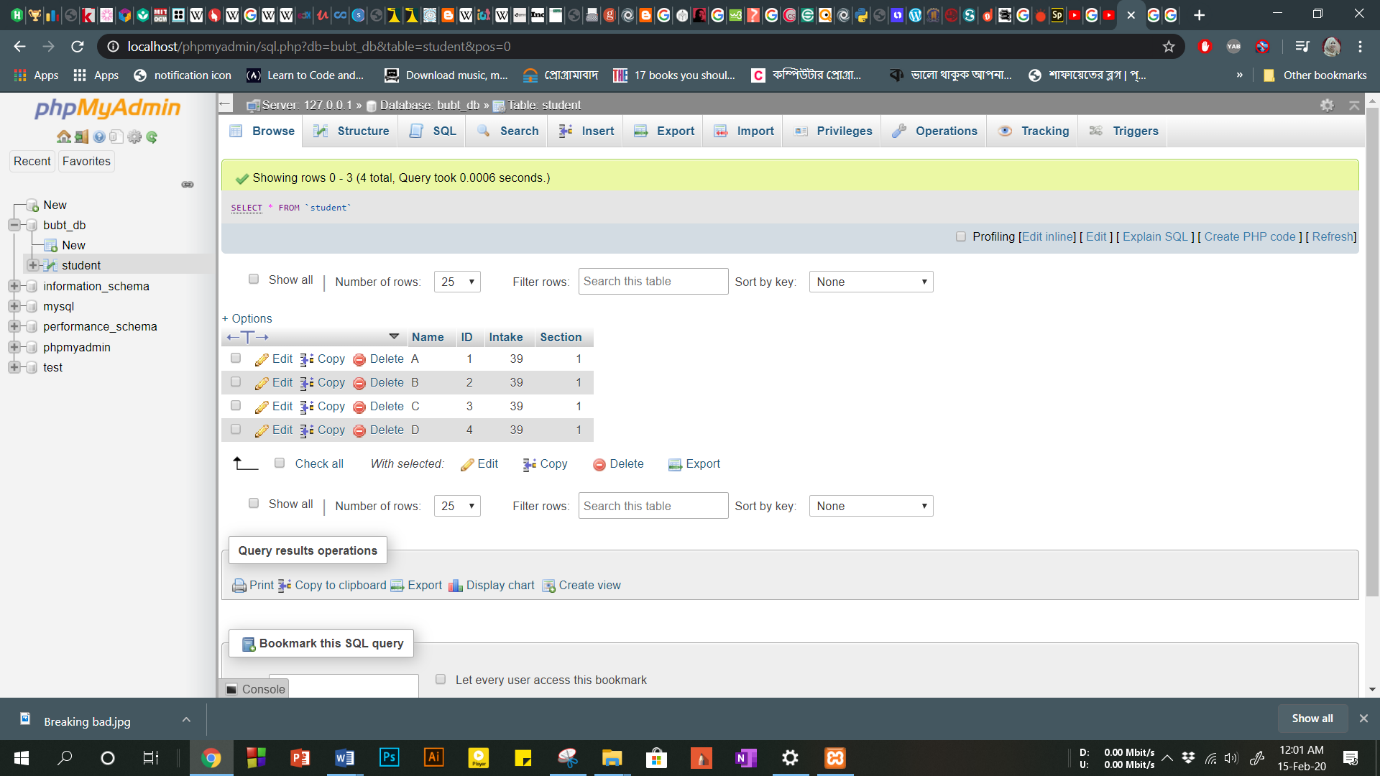 localhost/phpmyadmin/sql.php?db=bubt_db&table=student&pos=0
Apps Apps notification icon Learn to Code and... Download music, m... প্রোগ্রামাবাদ 17 books you shoul... কম্পিউটার প্রোগ্রা... ভালো থাকুক আপনা... শাফায়েতের ব্লগ | প্... » Other bookmarks
phpMyAdmin
Recent Favorites
New
bubt_db
New
student
information_schema
mysql
performance_schema
phpmyadmin
test
Server: 127.0.0.1 » Database: bubt_db » Table: student
Browse Structure SQL Search Insert Export Import Privileges Operations Tracking Triggers
Showing rows 0 - 3 (4 total, Query took 0.0006 seconds.)
SELECT * FROM `student`
Profiling [Edit inline] [ Edit ] [ Explain SQL ] [ Create PHP code ] [ Refresh]
Show all | Number of rows: 25 Filter rows: Search this table Sort by key: None
+ Options
←T→ Name ID Intake Section
Edit Copy Delete A 1 39 1
Edit Copy Delete B 2 39 1
Edit Copy Delete C 3 39 1
Edit Copy Delete D 4 39 1
Check all With selected: Edit Copy Delete Export
Show all | Number of rows: 25 Filter rows: Search this table Sort by key: None
Query results operations
Print Copy to clipboard Export Display chart Create view
Bookmark this SQL query
Let every user access this bookmark
Console
Breaking bad.jpg Show all
D: 0.00 Mbit/s
U: 0.00 Mbit/s
12:01 AM
15-Feb-20